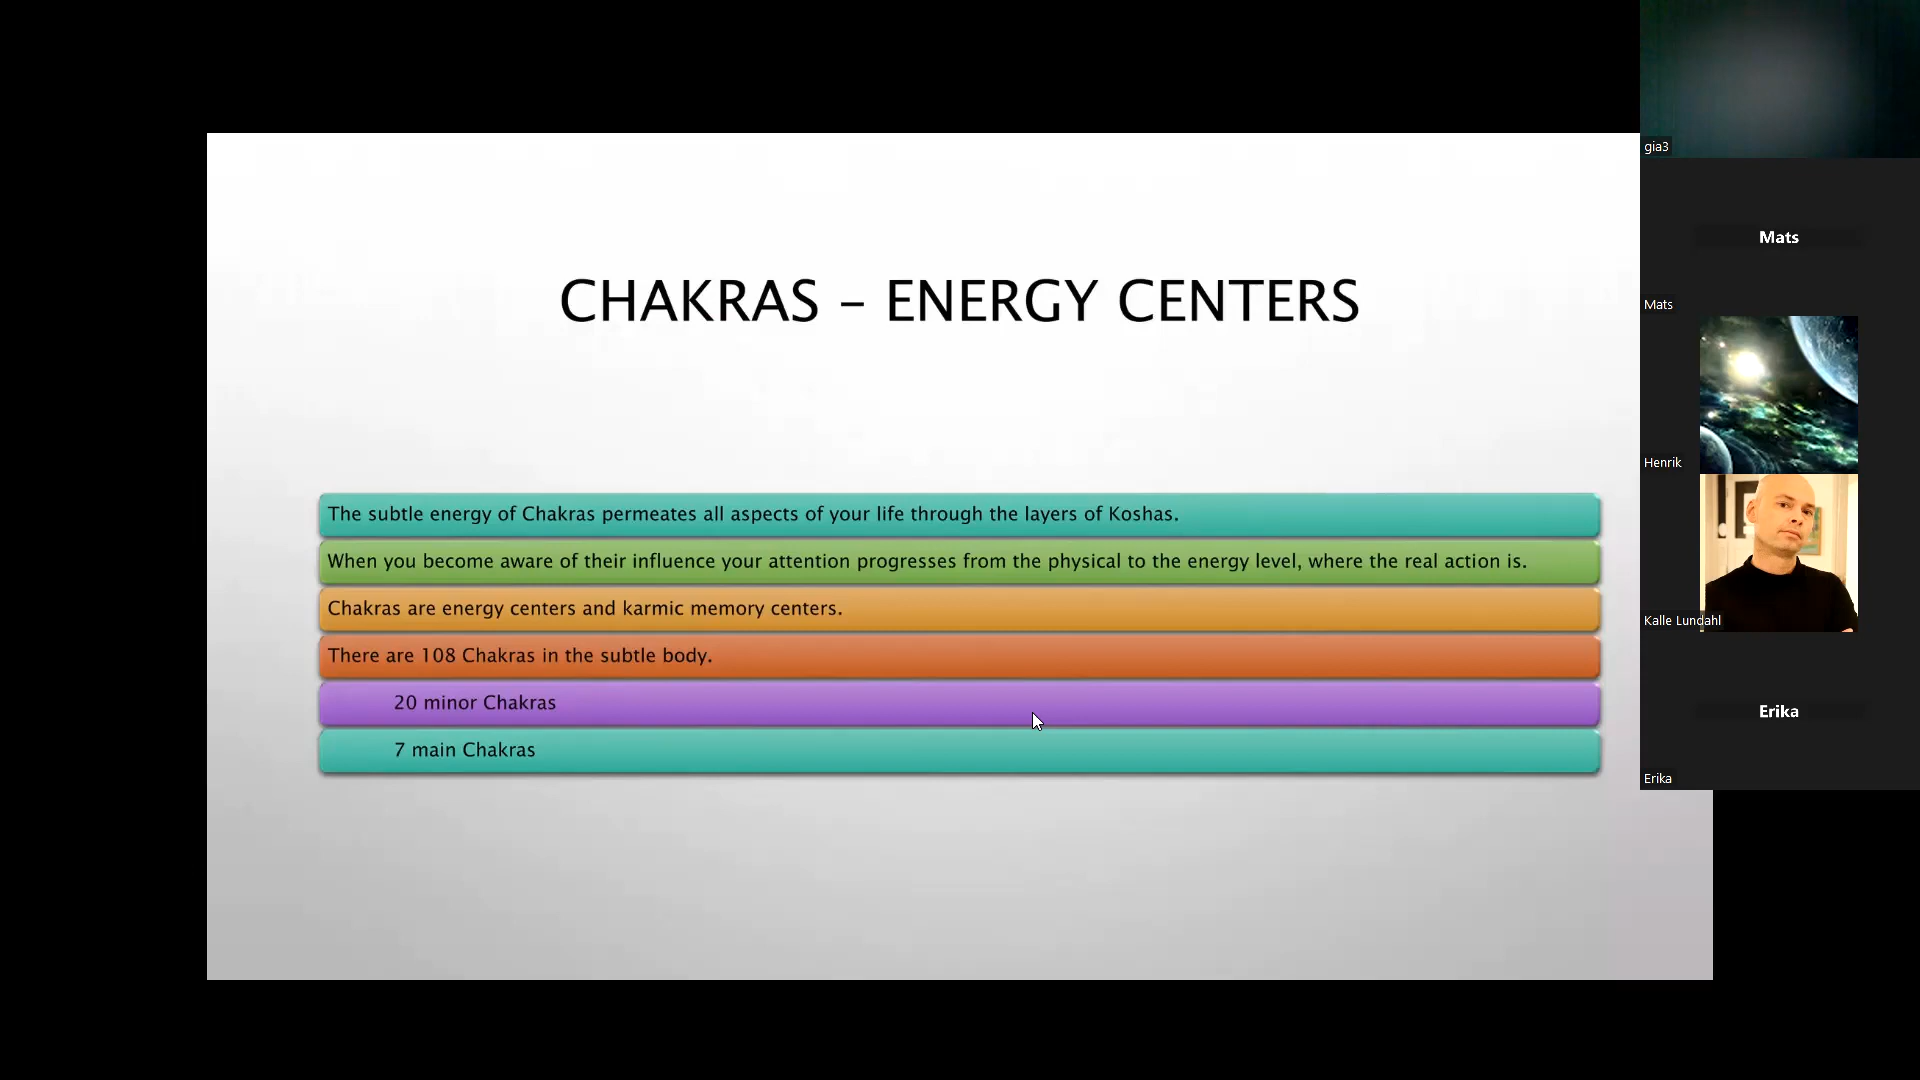 CHAKRAS – ENERGY CENTERS
The subtle energy of Chakras permeates all aspects of your life through the layers of Koshas.
When you become aware of their influence your attention progresses from the physical to the energy level, where the real action is.
Chakras are energy centers and karmic memory centers.
There are 108 Chakras in the subtle body.
20 minor Chakras
7 main Chakras
gia3
Mats
Mats
Henrik
Kalle Lundahl
Erika
Erika